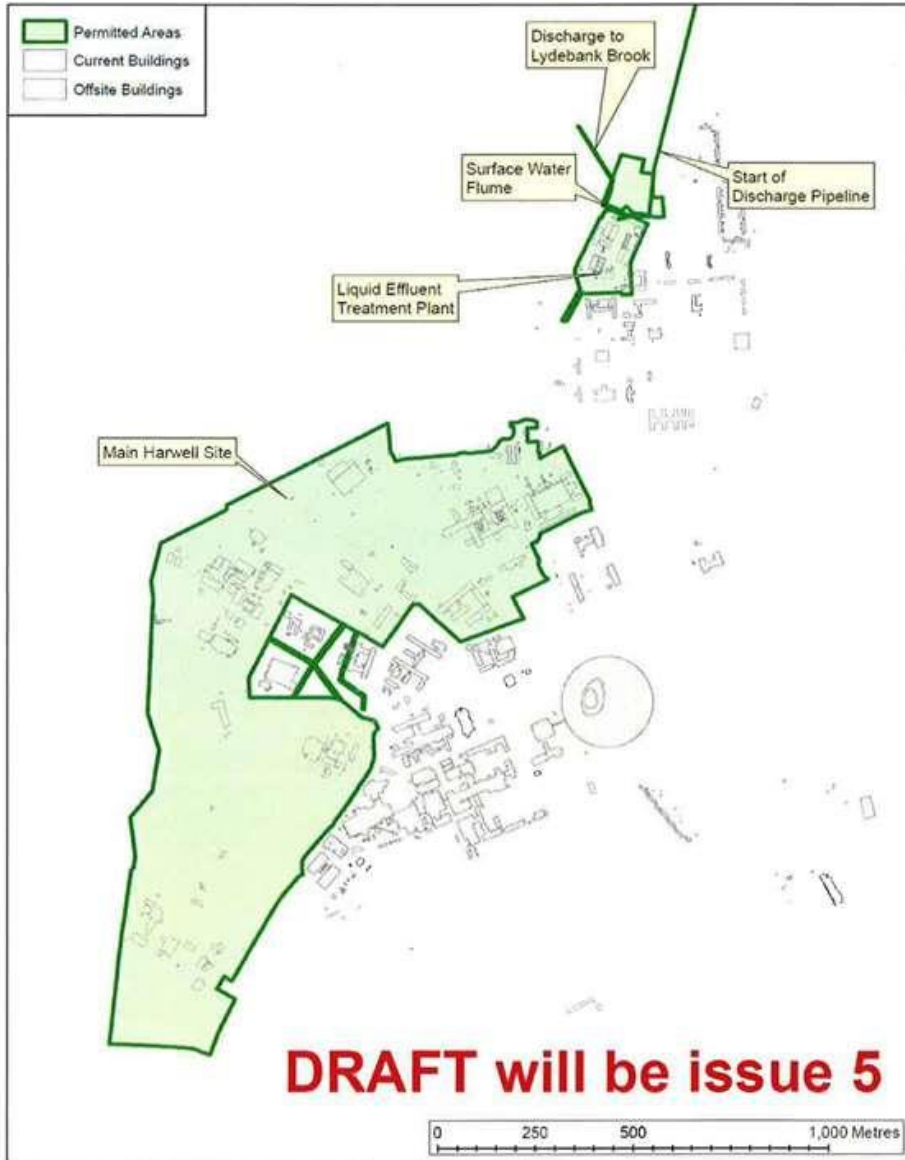 Permitted Areas
Current Buildings
Offsite Buildings
Discharge to
Lydebank Brook
Surface Water
Flume
Start of
Discharge Pipeline
Liquid Effluent
Treatment Plant
Main Harwell Site
DRAFT will be issue 5
0 250 500 1,000 Metres